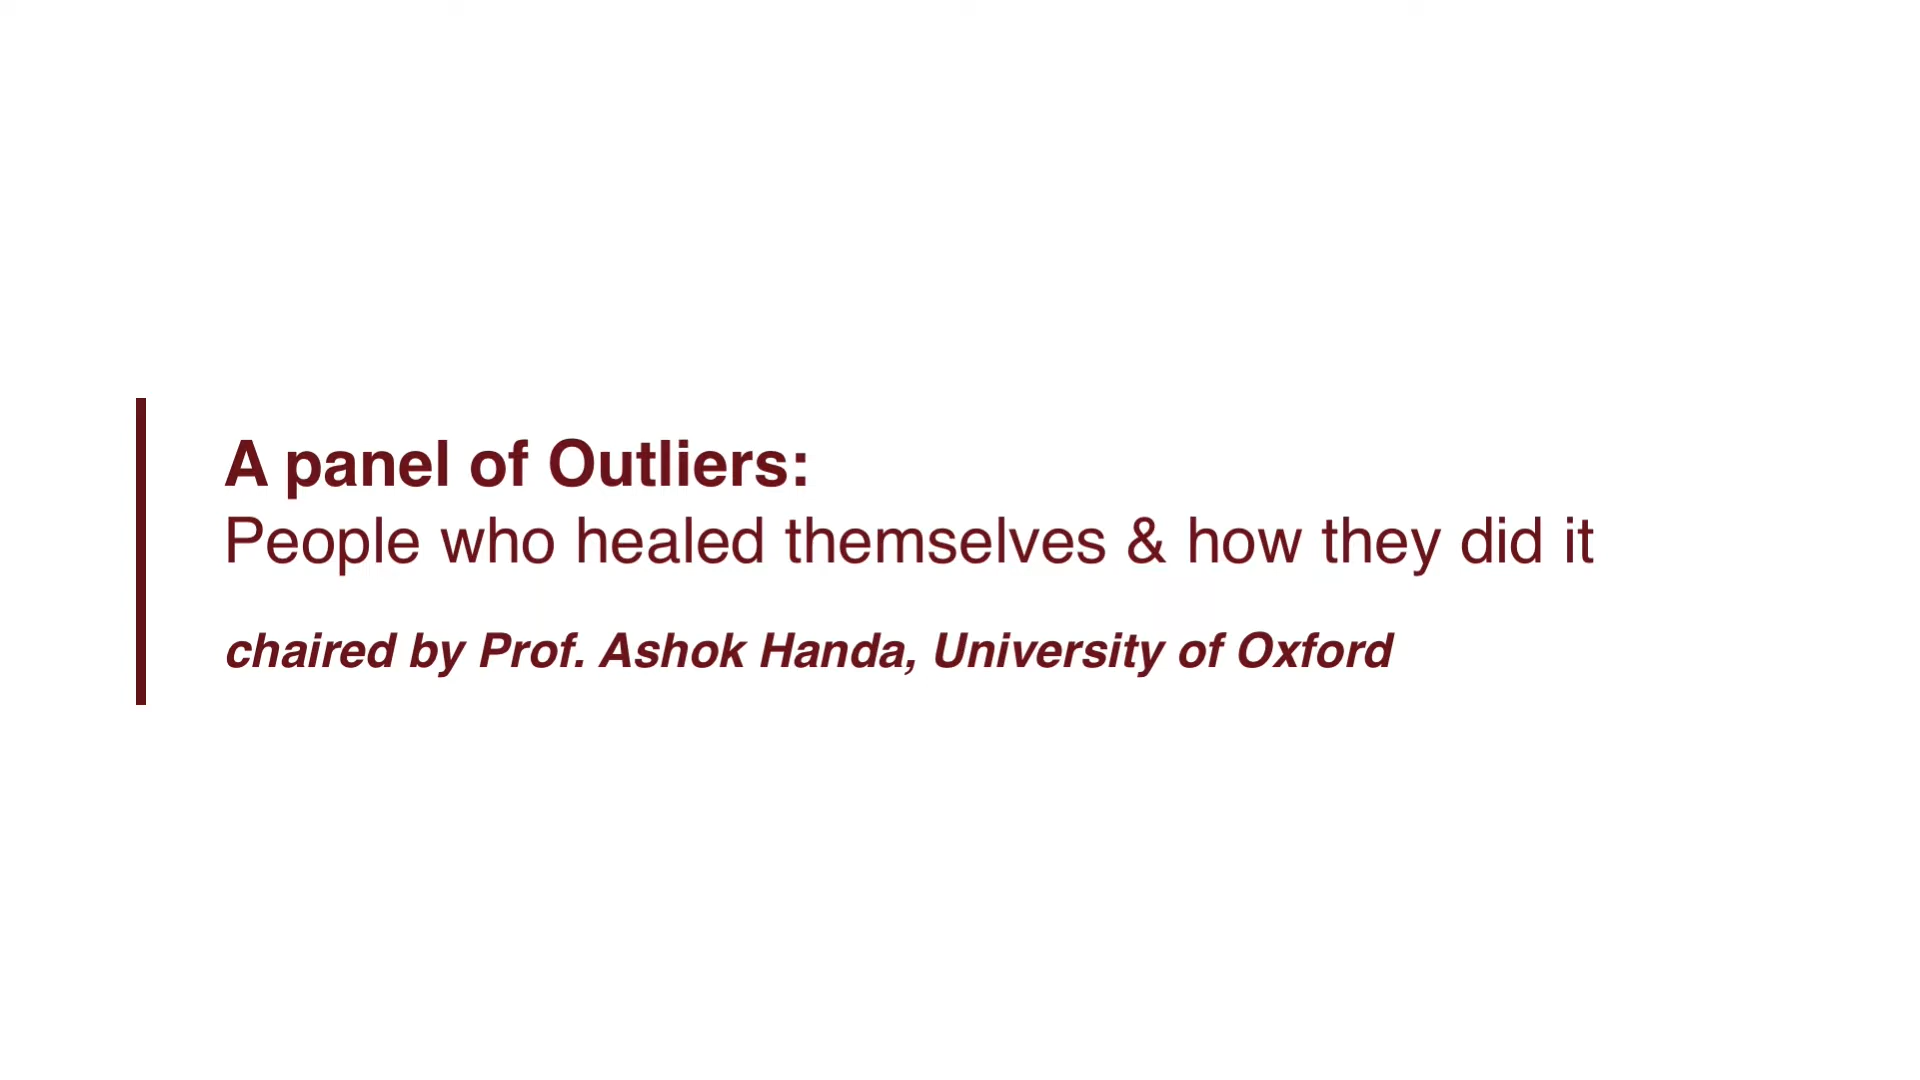 A panel of Outliers:
People who healed themselves & how they did it
chaired by Prof. Ashok Handa, University of Oxford